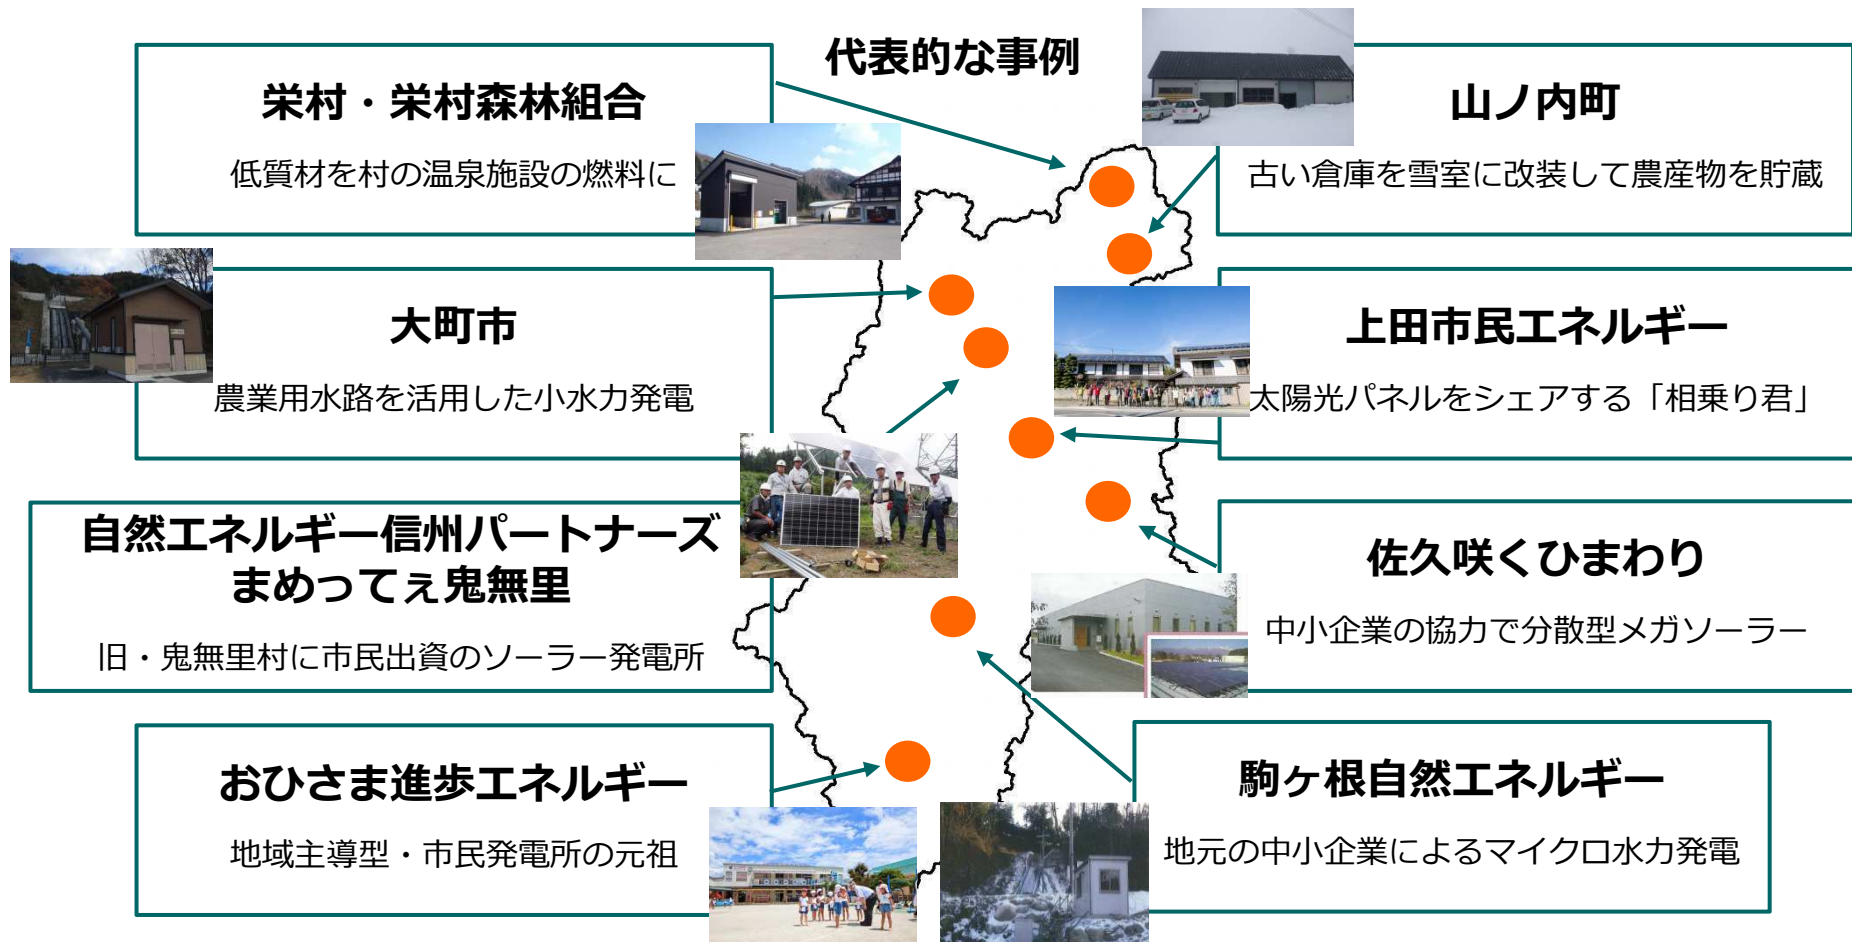 代表的な事例
栄村・栄村森林組合
低質材を村の温泉施設の燃料に
山ノ内町
古い倉庫を雪室に改装して農産物を貯蔵
大町市
農業用水路を活用した小水力発電
上田市民エネルギー
太陽光パネルをシェアする「相乗り君」
自然エネルギー信州パートナーズ
まめってぇ鬼無里
旧・鬼無里村に市民出資のソーラー発電所
佐久咲くひまわり
中小企業の協力で分散型メガソーラー
おひさま進歩エネルギー
地域主導型・市民発電所の元祖
駒ヶ根自然エネルギー
地元の中小企業によるマイクロ水力発電